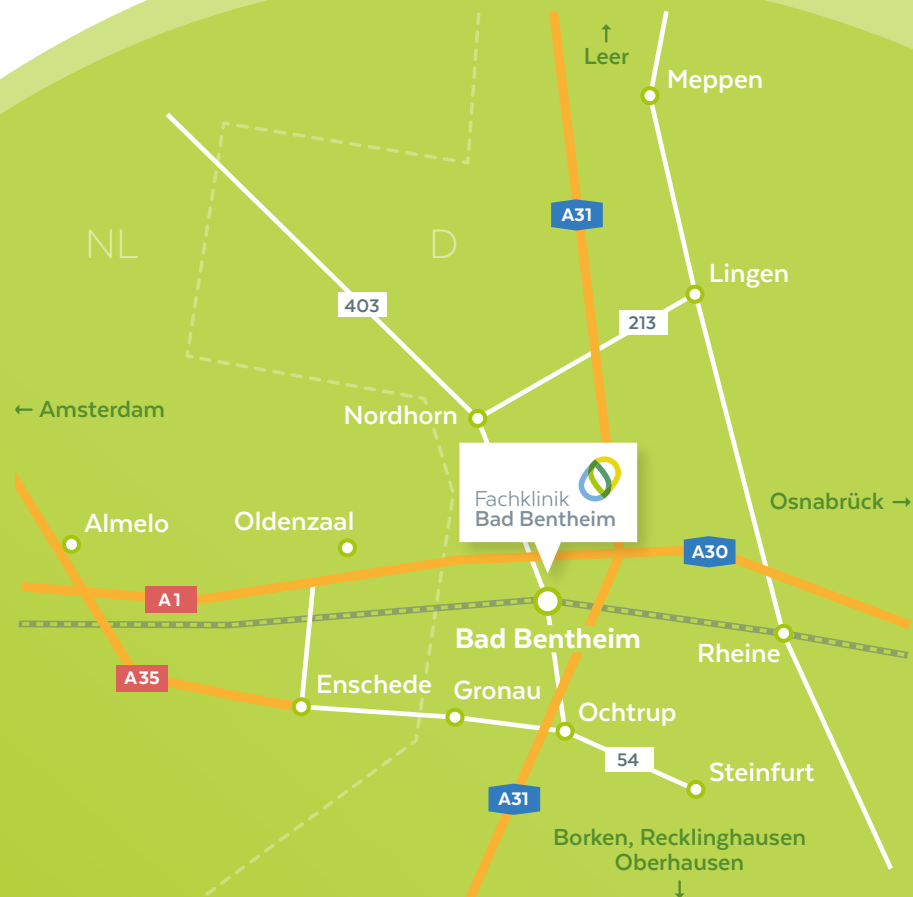 ↑
Leer
Meppen
A31
NL
D
Lingen
403
213
← Amsterdam
Nordhorn
Fachklinik
Bad Bentheim
Osnabrück →
Almelo
Oldenzaal
A30
A1
Bad Bentheim
Rheine
A35
Enschede
Gronau
Ochtrup
54
Steinfurt
A31
Borken, Recklinghausen
Oberhausen
↓